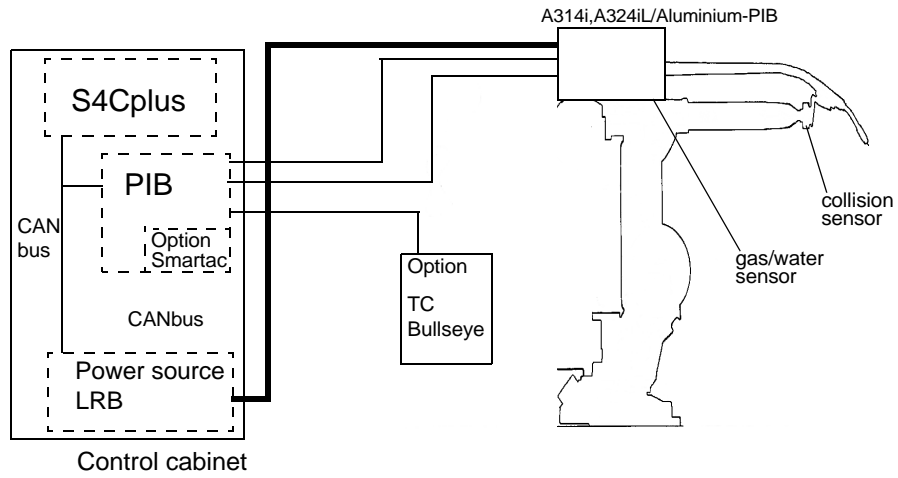 A314i,A324iL/Aluminium-PIB
S4Cplus
PIB
CAN
bus
Option
Smartac
CANbus
Power source
LRB
Control cabinet
Option
TC
Bullseye
collision
sensor
gas/water
sensor